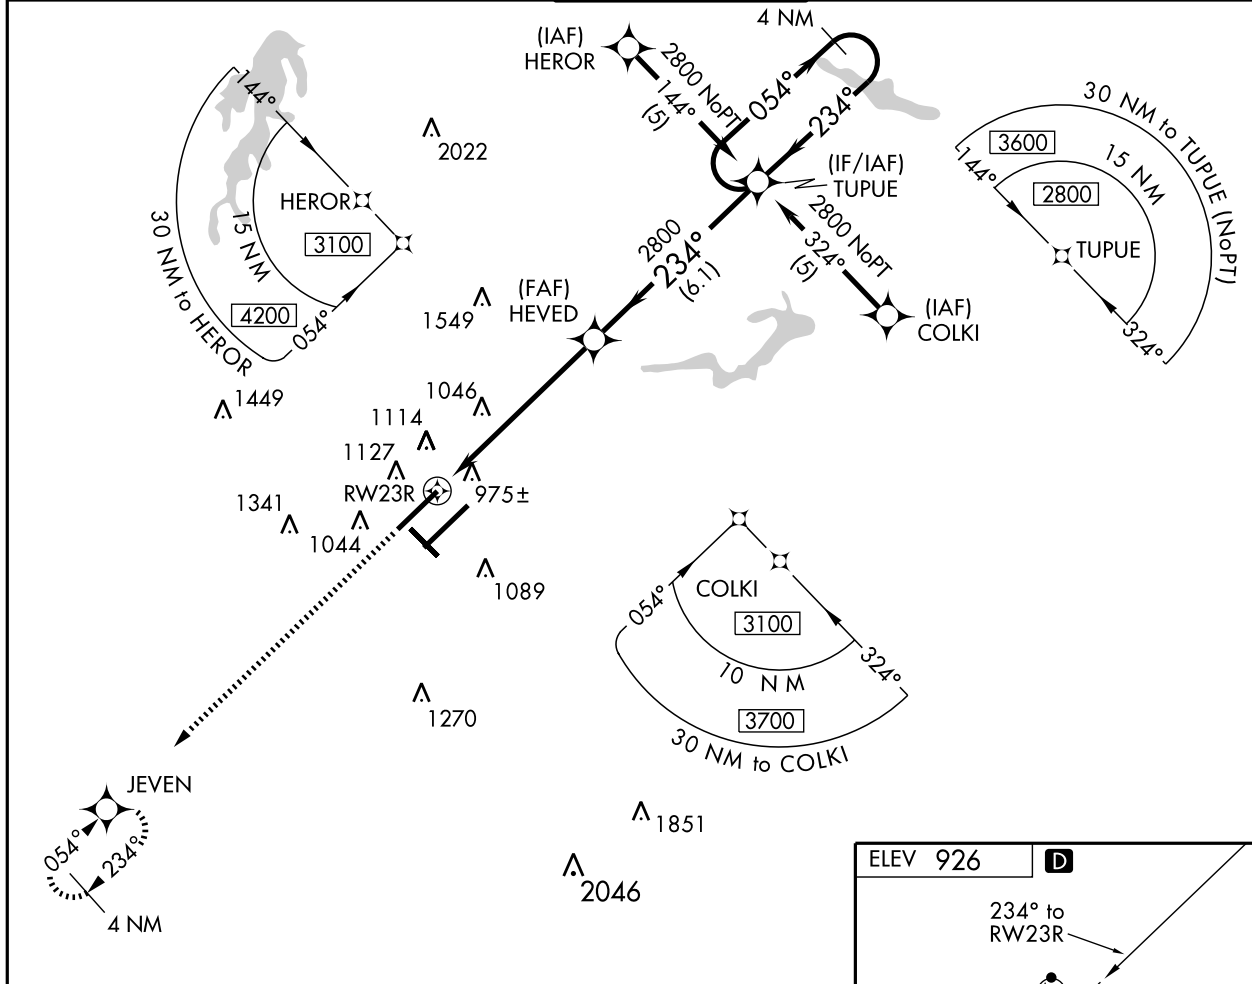 4 NM
(IAF)
HEROR
2800 NoPT
144°
(5)
054°
234°
(IF/IAF)
TUPUE
2800 NoPT
324°
(5)
(IAF)
COLKI
2800
234°
(6.1)
(FAF)
HEVED
144°
2022
HEROR
3100
15 NM
4200
054°
30 NM to HEROR
30 NM to TUPUE (NoPT)
3600
144°
15 NM
2800
TUPUE
324°
1549
1449
1046
1114
1127
RW23R
975±
1341
1044
1089
054°
COLKI
3100
324°
10 NM
3700
30 NM to COLKI
1270
JEVEN
054°
234°
4 NM
1851
2046
ELEV 926
D
234° to
RW23R